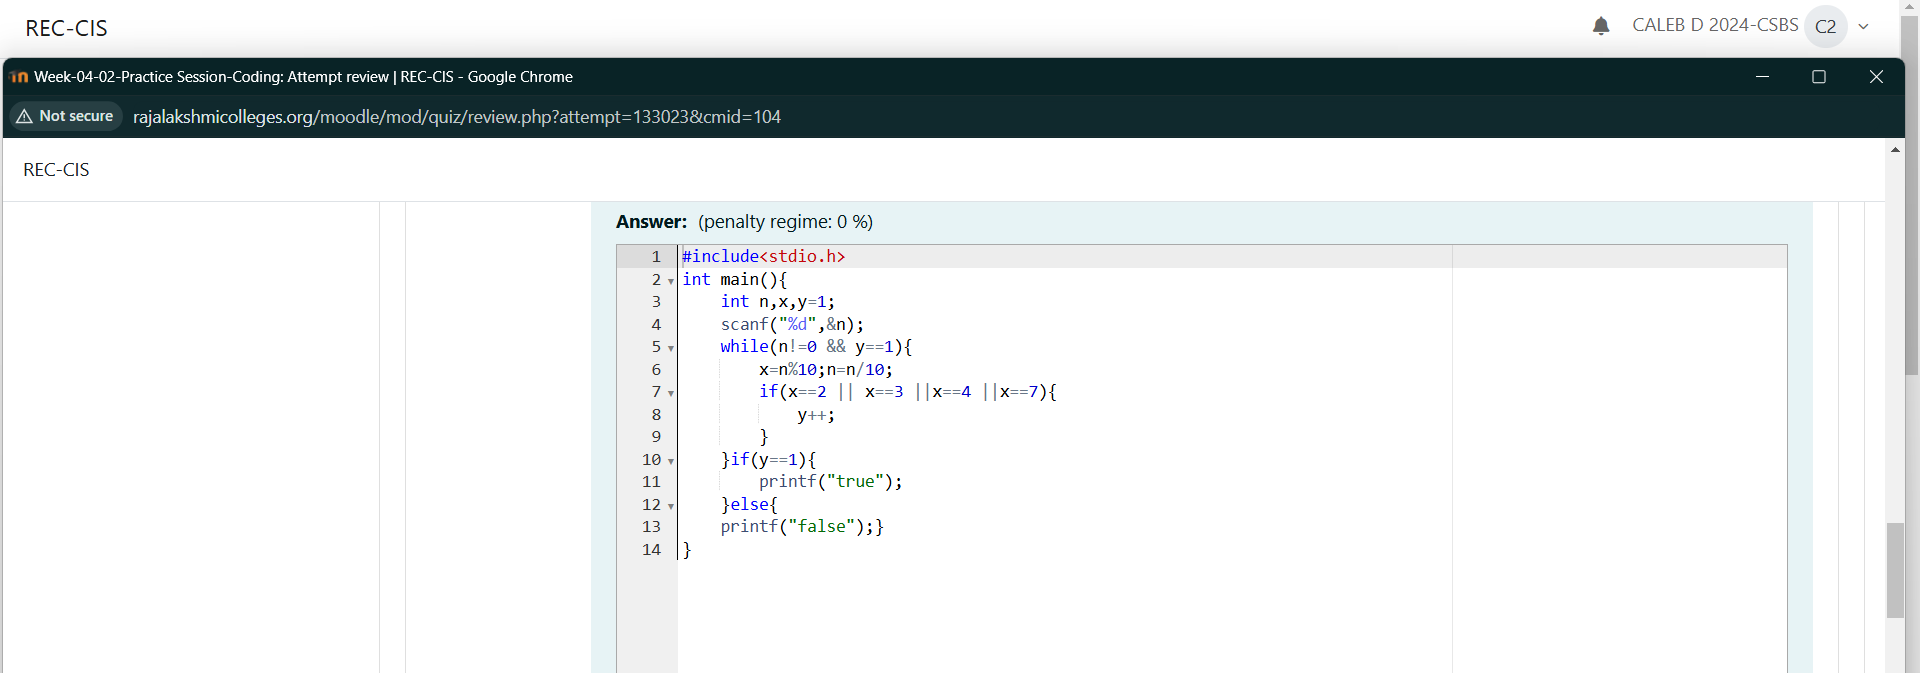 REC-CIS
CALEB D 2024-CSBS C2
Week-04-02-Practice Session-Coding: Attempt review | REC-CIS - Google Chrome
Not secure rajalakshmicolleges.org/moodle/mod/quiz/review.php?attempt=133023&cmid=104
REC-CIS
Answer: (penalty regime: 0 %)
1 #include<stdio.h>
2 int main(){
3     int n,x,y=1;
4     scanf("%d",&n);
5     while(n!=0 && y==1){
6         x=n%10;n=n/10;
7         if(x==2 || x==3 ||x==4 ||x==7){
8             y++;
9         }
10     }if(y==1){
11         printf("true");
12     }else{
13     printf("false");}
14 }